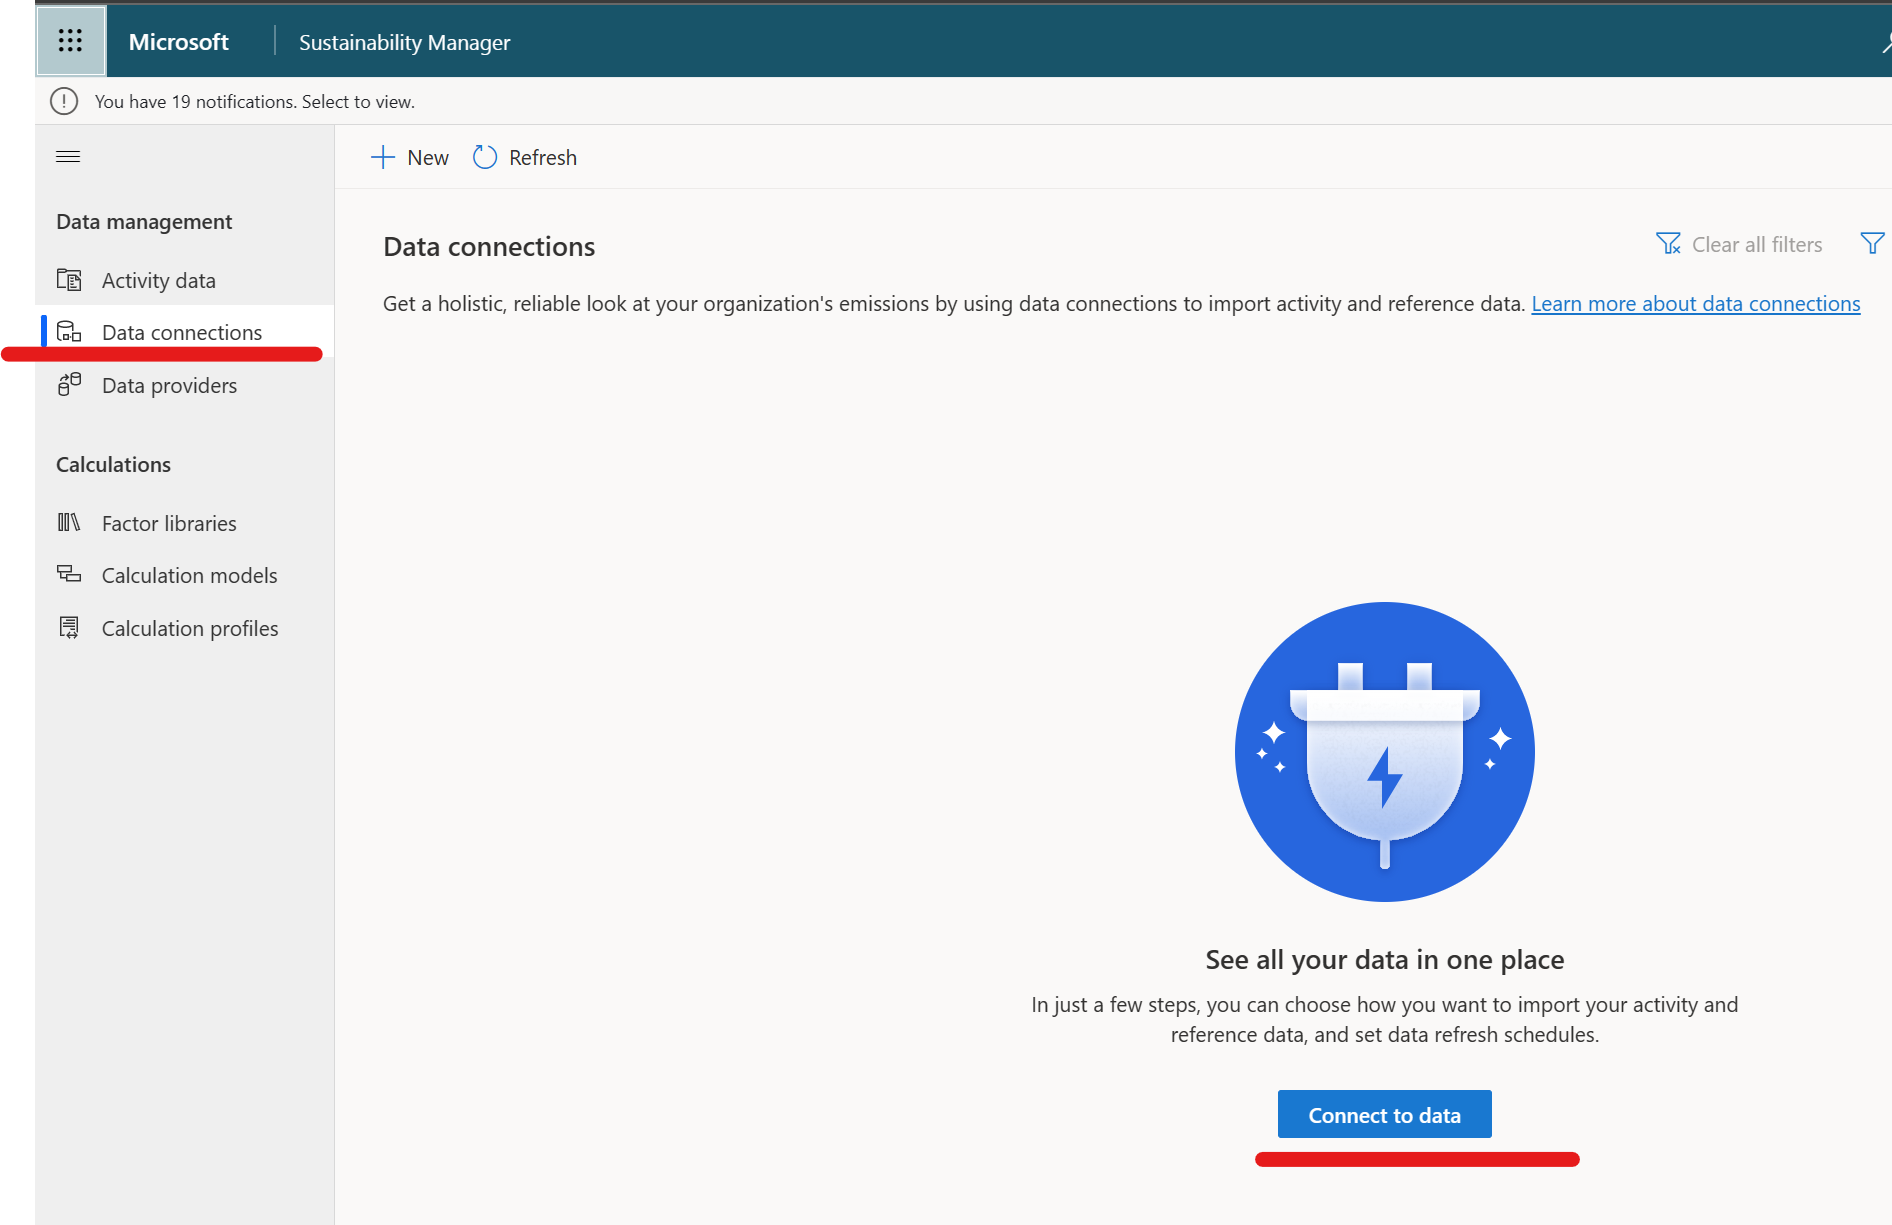 Microsoft
Sustainability Manager
You have 19 notifications. Select to view.
New
Refresh
Data management
Activity data
Data connections
Data providers
Calculations
Factor libraries
Calculation models
Calculation profiles
Data connections
Clear all filters
Get a holistic, reliable look at your organization's emissions by using data connections to import activity and reference data. Learn more about data connections
See all your data in one place
In just a few steps, you can choose how you want to import your activity and
reference data, and set data refresh schedules.
Connect to data